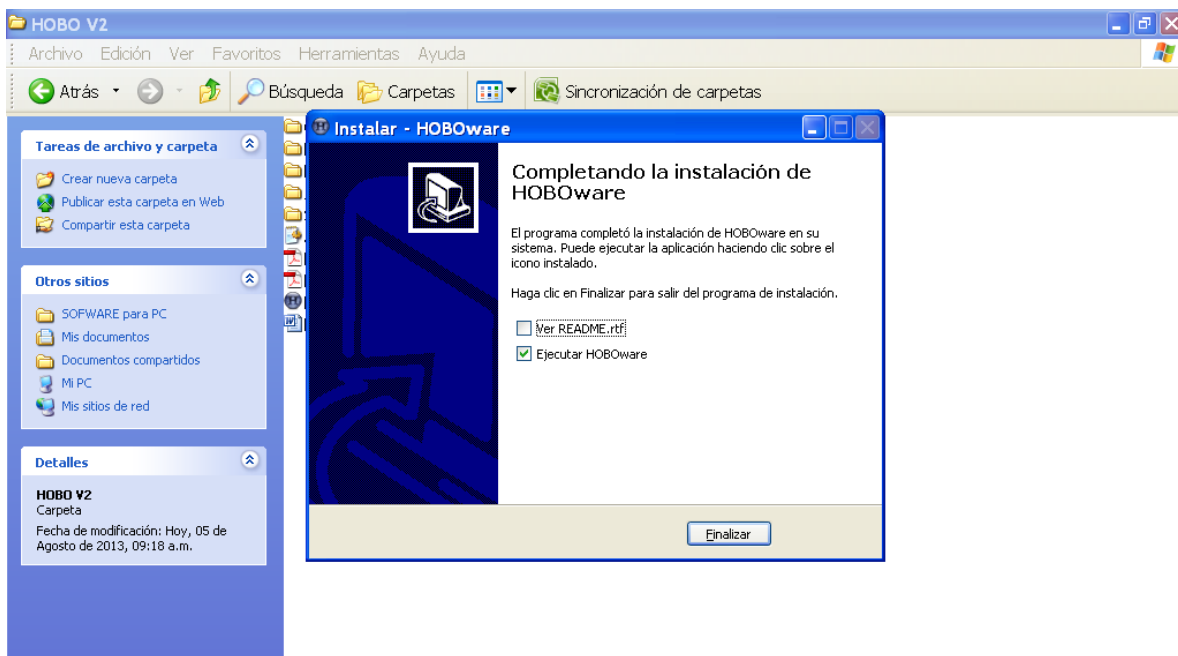 HOBO V2
Archivo Edición Ver Favoritos Herramientas Ayuda
Atrás Búsqueda Carpetas Sincronización de carpetas
Tareas de archivo y carpeta
Crear nueva carpeta
Publicar esta carpeta en Web
Compartir esta carpeta
Otros sitios
SOFWARE para PC
Mis documentos
Documentos compartidos
Mi PC
Mis sitios de red
Detalles
HOBO V2
Carpeta
Fecha de modificación: Hoy, 05 de
Agosto de 2013, 09:18 a.m.
Instalar - HOBOware
Completando la instalación de
HOBOware
El programa completó la instalación de HOBOware en su
sistema. Puede ejecutar la aplicación haciendo clic sobre el
icono instalado.
Haga clic en Finalizar para salir del programa de instalación.
Ver README.rtf
Ejecutar HOBOware
Finalizar